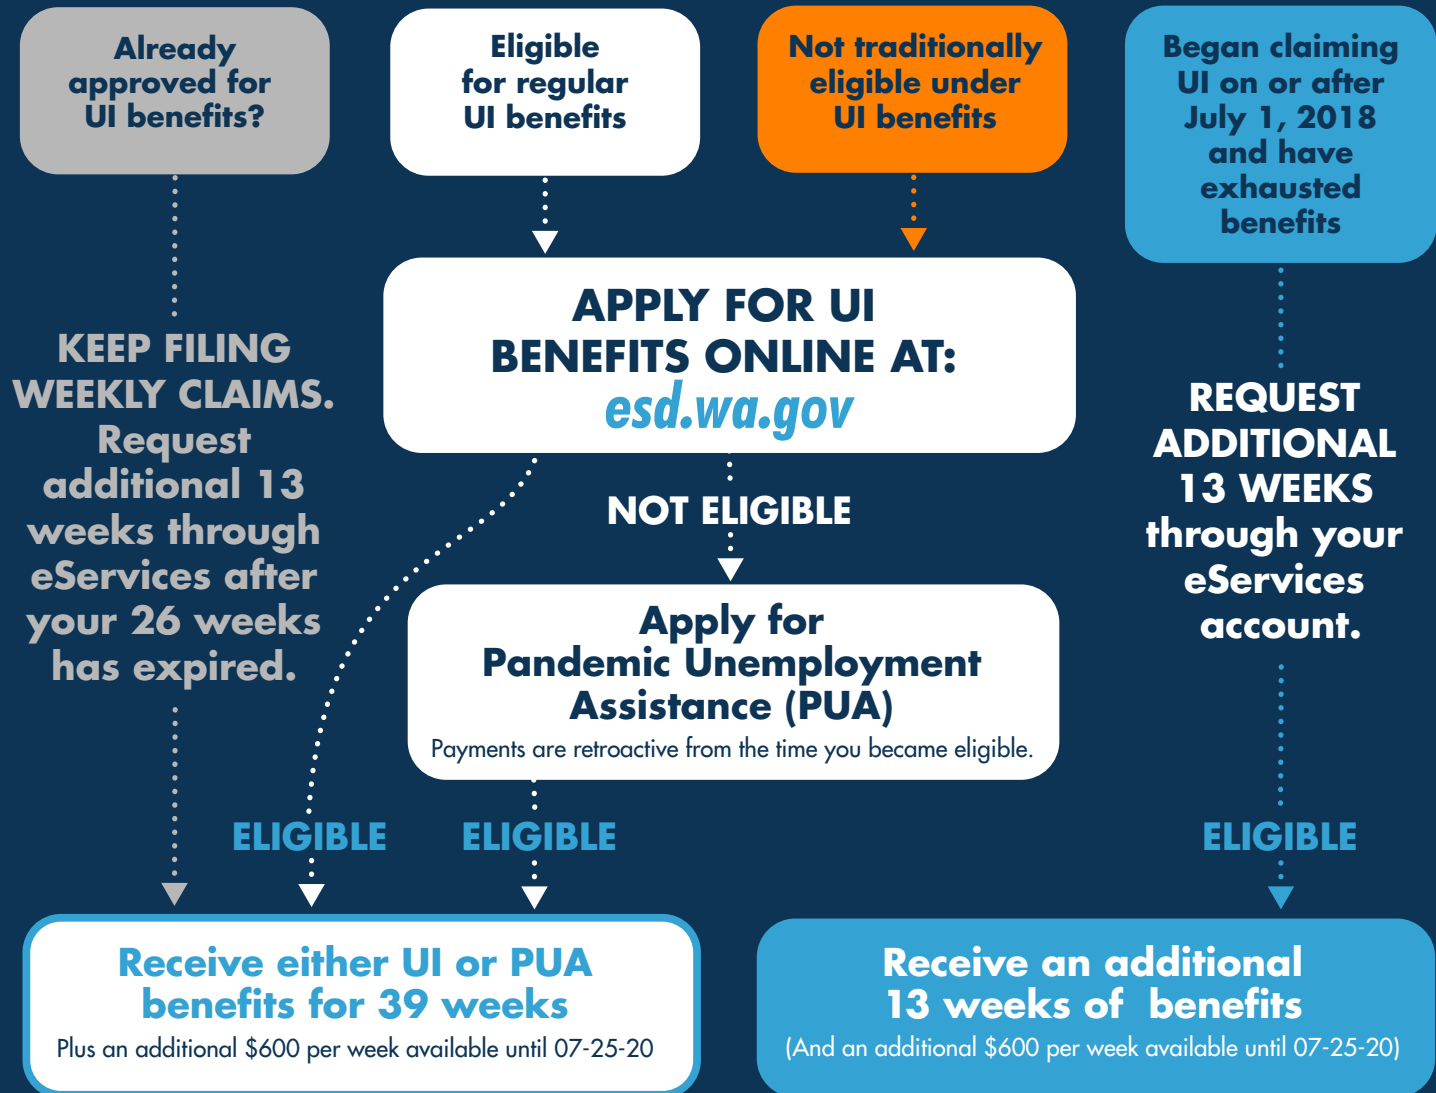 Already
approved for
UI benefits?
Eligible
for regular
UI benefits
Not traditionally
eligible under
UI benefits
Began claiming
UI on or after
July 1, 2018
and have
exhausted
benefits
KEEP FILING
WEEKLY CLAIMS.
Request
additional 13
weeks through
eServices after
your 26 weeks
has expired.
APPLY FOR UI
BENEFITS ONLINE AT:
esd.wa.gov
NOT ELIGIBLE
Apply for
Pandemic Unemployment
Assistance (PUA)
Payments are retroactive from the time you became eligible.
REQUEST
ADDITIONAL
13 WEEKS
through your
eServices
account.
ELIGIBLE
ELIGIBLE
ELIGIBLE
Receive either UI or PUA
benefits for 39 weeks
Plus an additional $600 per week available until 07-25-20
Receive an additional
13 weeks of benefits
(And an additional $600 per week available until 07-25-20)